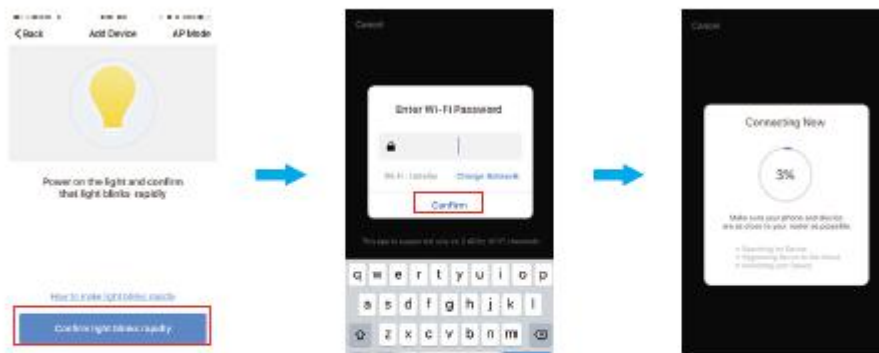 Back Add Device AP Mode
Power on the light and confirm
that light blinks rapidly
How to make light blinks rapidly
Confirm light blinks rapidly
Cancel
Enter Wi-Fi Password
Change Network
Confirm
q w e r t y u i o p
a s d f g h j k l
z x c v b n m
Cancel
Connecting Now
3%
Make sure your phone and device
are as close to your router as possible.